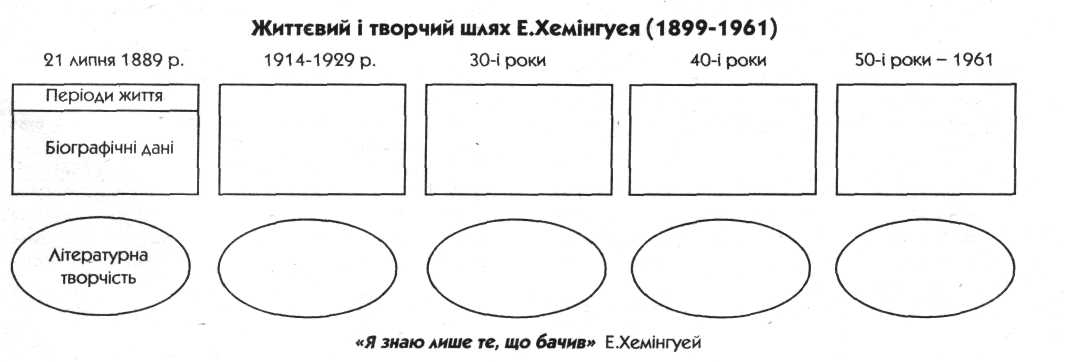 Життєвий і творчий шлях Е.Хемінгуея (1899-1961)
21 липня 1889 р.
1914-1929 р.
30-і роки
40-і роки
50-і роки – 1961
Періоди життя
Біографічні дані
Літературна
творчість
«Я знаю лише те, що бачив» Е.Хемінгуей